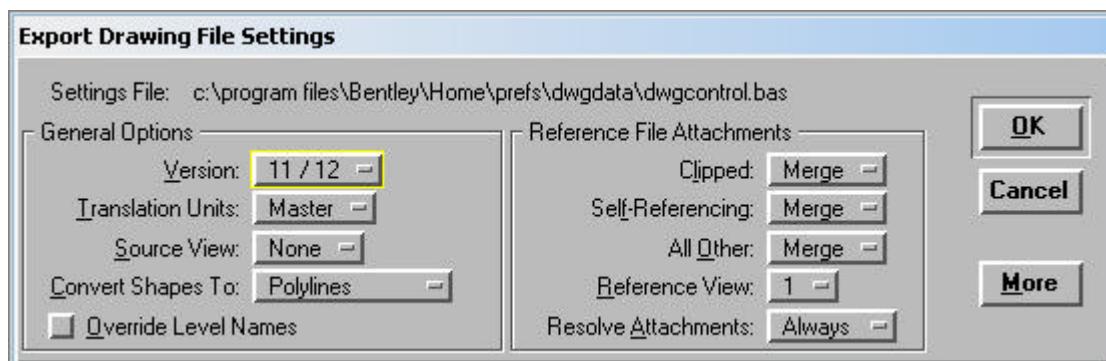 Export Drawing File Settings
Settings File: c:\program files\Bentley\Home\prefs\dwgdata\dwgcontrol.bas
General Options
Version: 11 / 12
Translation Units: Master
Source View: None
Convert Shapes To: Polylines
Override Level Names
Reference File Attachments
Clipped: Merge
Self-Referencing: Merge
All Other: Merge
Reference View: 1
Resolve Attachments: Always
OK
Cancel
More